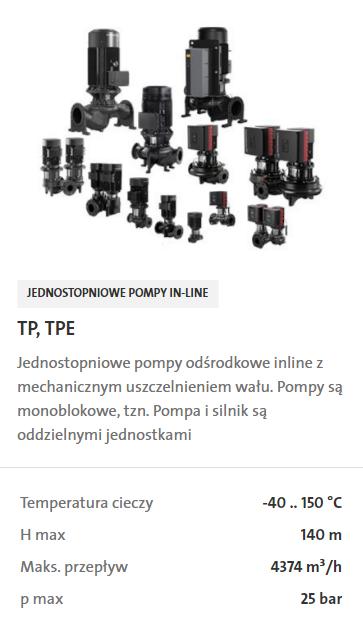 JEDNOSTOPNIOWE POMPY IN-LINE
TP, TPE
Jednostopniowe pompy odśrodkowe inline z
mechanicznym uszczelnieniem wału. Pompy są
monoblokowe, tzn. Pompa i silnik są
oddzielnymi jednostkami
Temperatura cieczy -40 .. 150 °C
H max 140 m
Maks. przepływ 4374 m³/h
p max 25 bar